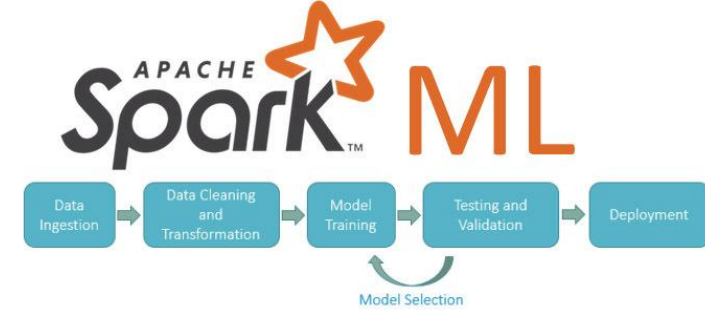 APACHE
Spark ML
TM
Data
Ingestion
Data Cleaning
and
Transformation
Model
Training
Testing and
Validation
Deployment
Model Selection